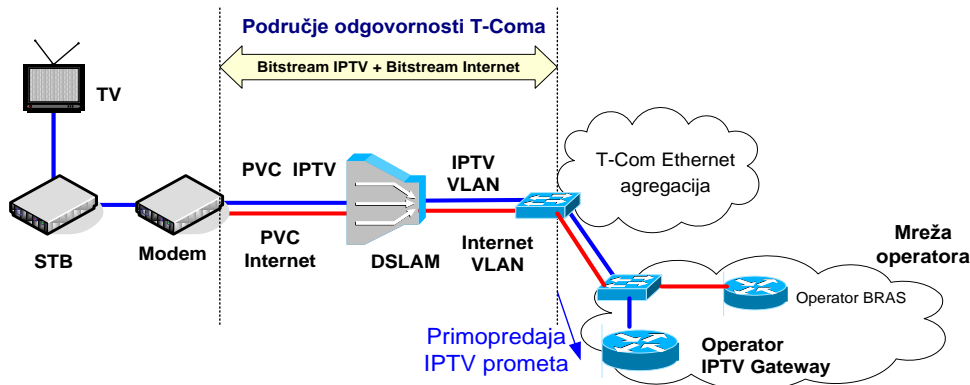 Područje odgovornosti T-Coma
Bitstream IPTV + Bitstream Internet
TV
PVC IPTV
IPTV
VLAN
T-Com Ethernet
agregacija
STB
Modem
PVC
Internet
DSLAM
Internet
VLAN
Mreža
operatora
Operator BRAS
Primopredaja
IPTV prometa
Operator
IPTV Gateway